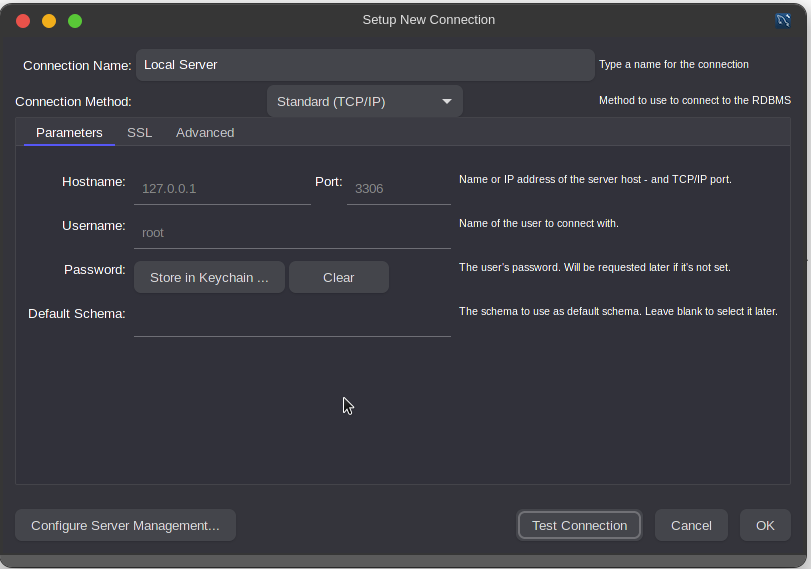 Setup New Connection
Connection Name: Local Server Type a name for the connection
Connection Method: Standard (TCP/IP) Method to use to connect to the RDBMS
Parameters SSL Advanced
Hostname: 127.0.0.1 Port: 3306 Name or IP address of the server host - and TCP/IP port.
Username: root Name of the user to connect with.
Password: Store in Keychain ... Clear The user's password. Will be requested later if it's not set.
Default Schema: The schema to use as default schema. Leave blank to select it later.
Configure Server Management... Test Connection Cancel OK